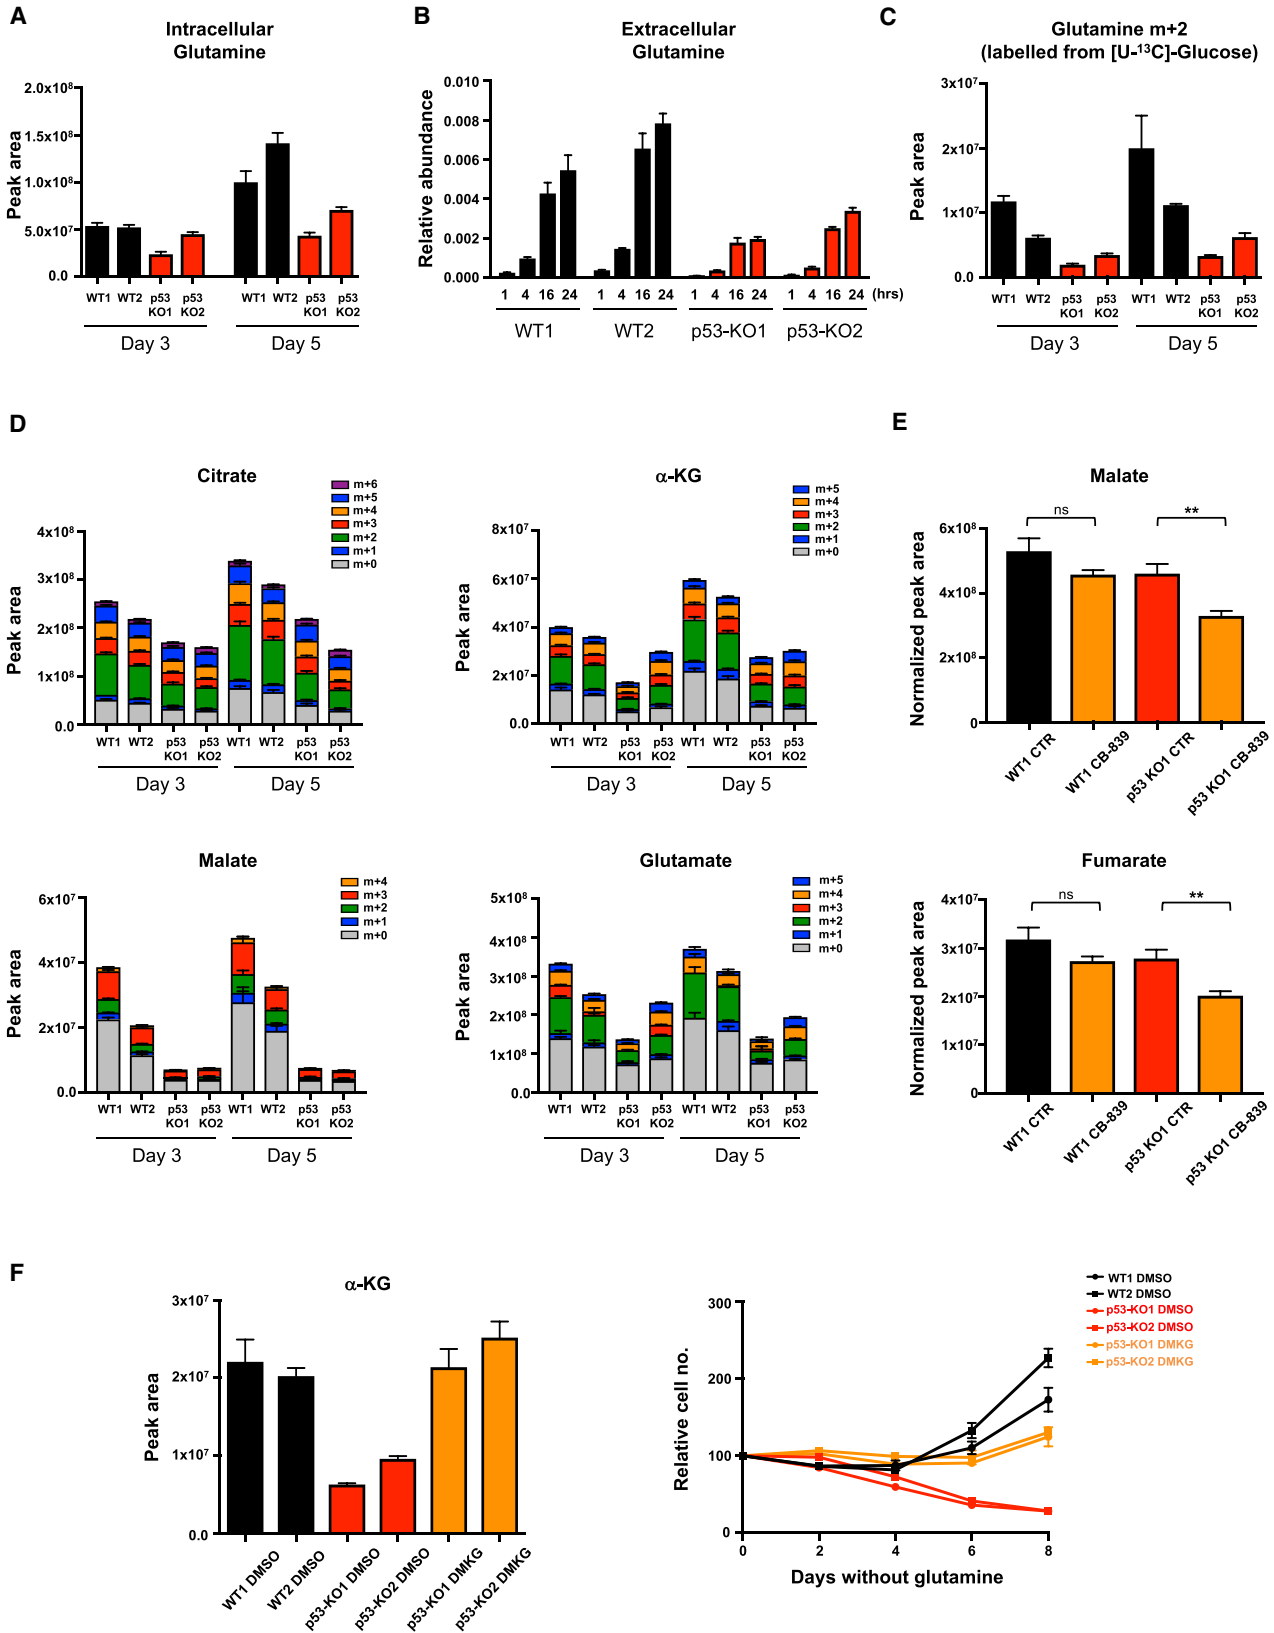 A
Intracellular
Glutamine
Peak area
2.0x10⁸
1.5x10⁸
1.0x10⁸
5.0x10⁷
0.0
WT1 WT2 p53 KO1 p53 KO2 WT1 WT2 p53 KO1 p53 KO2
Day 3 Day 5
B
Extracellular
Glutamine
Relative abundance
0.010
0.008
0.006
0.004
0.002
0.000
1 4 16 24 1 4 16 24 1 4 16 24 1 4 16 24 (hrs)
WT1 WT2 p53-KO1 p53-KO2
C
Glutamine m+2
(labelled from [U-¹³C]-Glucose)
Peak area
3x10⁷
2x10⁷
1x10⁷
0.0
WT1 WT2 p53 KO1 p53 KO2 WT1 WT2 p53 KO1 p53 KO2
Day 3 Day 5
D
Citrate
m+6
m+5
m+4
m+3
m+2
m+1
m+0
Peak area
4x10⁸
3x10⁸
2x10⁸
1x10⁸
0.0
WT1 WT2 p53 KO1 p53 KO2 WT1 WT2 p53 KO1 p53 KO2
Day 3 Day 5
α-KG
m+5
m+4
m+3
m+2
m+1
m+0
Peak area
8x10⁷
6x10⁷
4x10⁷
2x10⁷
0.0
WT1 WT2 p53 KO1 p53 KO2 WT1 WT2 p53 KO1 p53 KO2
Day 3 Day 5
Malate
m+4
m+3
m+2
m+1
m+0
Peak area
6x10⁷
4x10⁷
2x10⁷
0.0
WT1 WT2 p53 KO1 p53 KO2 WT1 WT2 p53 KO1 p53 KO2
Day 3 Day 5
Glutamate
m+5
m+4
m+3
m+2
m+1
m+0
Peak area
5x10⁸
4x10⁸
3x10⁸
2x10⁸
1x10⁸
0.0
WT1 WT2 p53 KO1 p53 KO2 WT1 WT2 p53 KO1 p53 KO2
Day 3 Day 5
E
Malate
ns **
Normalized peak area
6x10⁸
4x10⁸
2x10⁸
0
WT1 CTR
WT1 CB-839
p53 KO1 CTR
p53 KO1 CB-839
Fumarate
ns **
Normalized peak area
4x10⁷
3x10⁷
2x10⁷
1x10⁷
0
WT1 CTR
WT1 CB-839
p53 KO1 CTR
p53 KO1 CB-839
F
α-KG
Peak area
3x10⁷
2x10⁷
1x10⁷
0.0
WT1 DMSO
WT2 DMSO
p53-KO1 DMSO
p53-KO2 DMSO
p53-KO1 DMKG
p53-KO2 DMKG
WT1 DMSO
WT2 DMSO
p53-KO1 DMSO
p53-KO2 DMSO
p53-KO1 DMKG
p53-KO2 DMKG
Relative cell no.
300
200
100
0
0 2 4 6 8
Days without glutamine